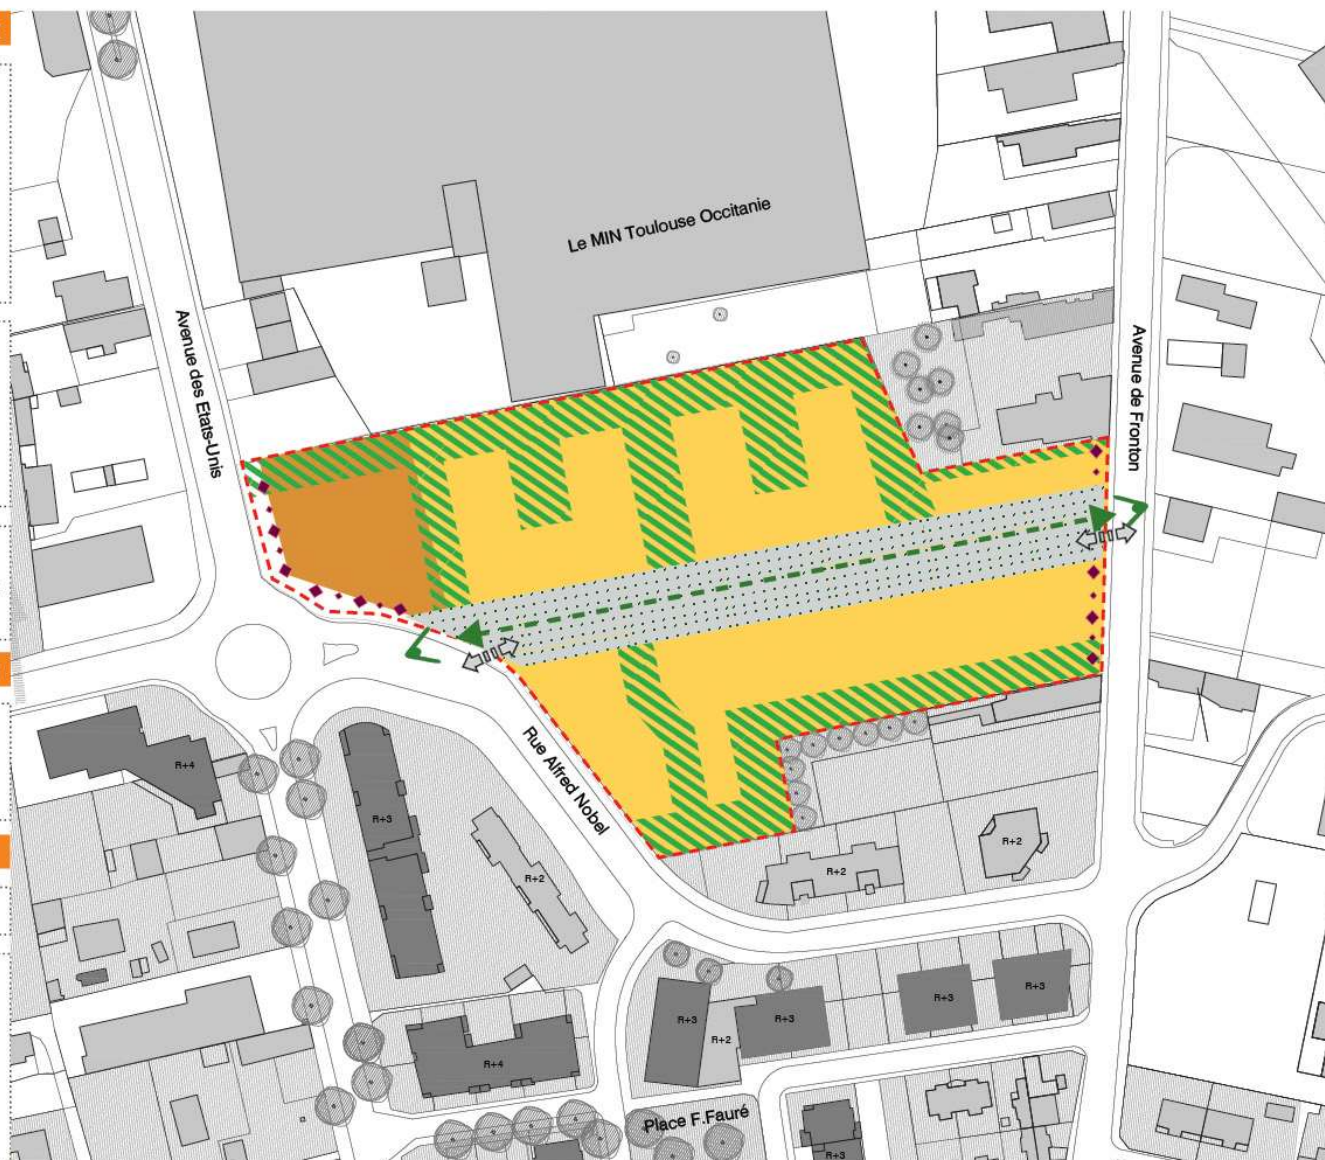 Le MIN Toulouse Occitanie
Avenue des Etats-Unis
Avenue de Fronton
Rue Alfred Nobel
R+4
R+3
R+2
R+2
R+2
R+3
R+2
R+3
R+3
R+3
R+4
Place F.Fauré
R+3